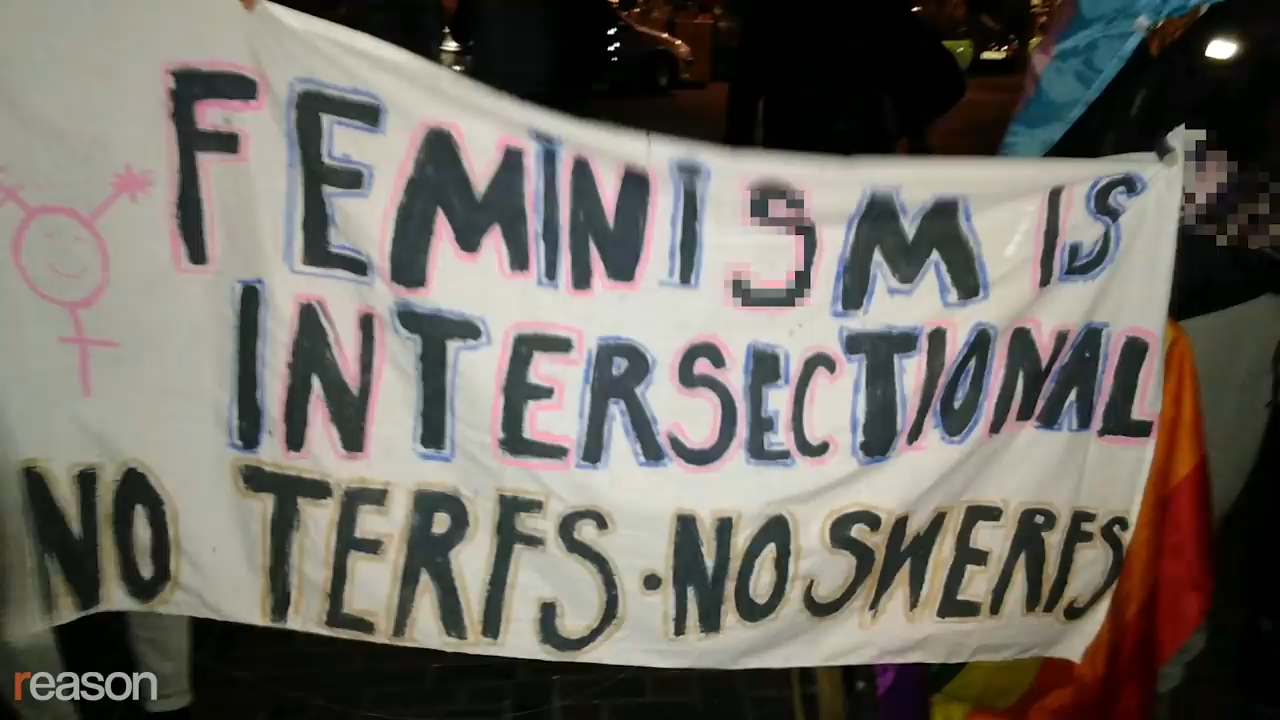 FEMINISM IS
INTERSECTIONAL
NO TERFS · NO SWERFS
reason